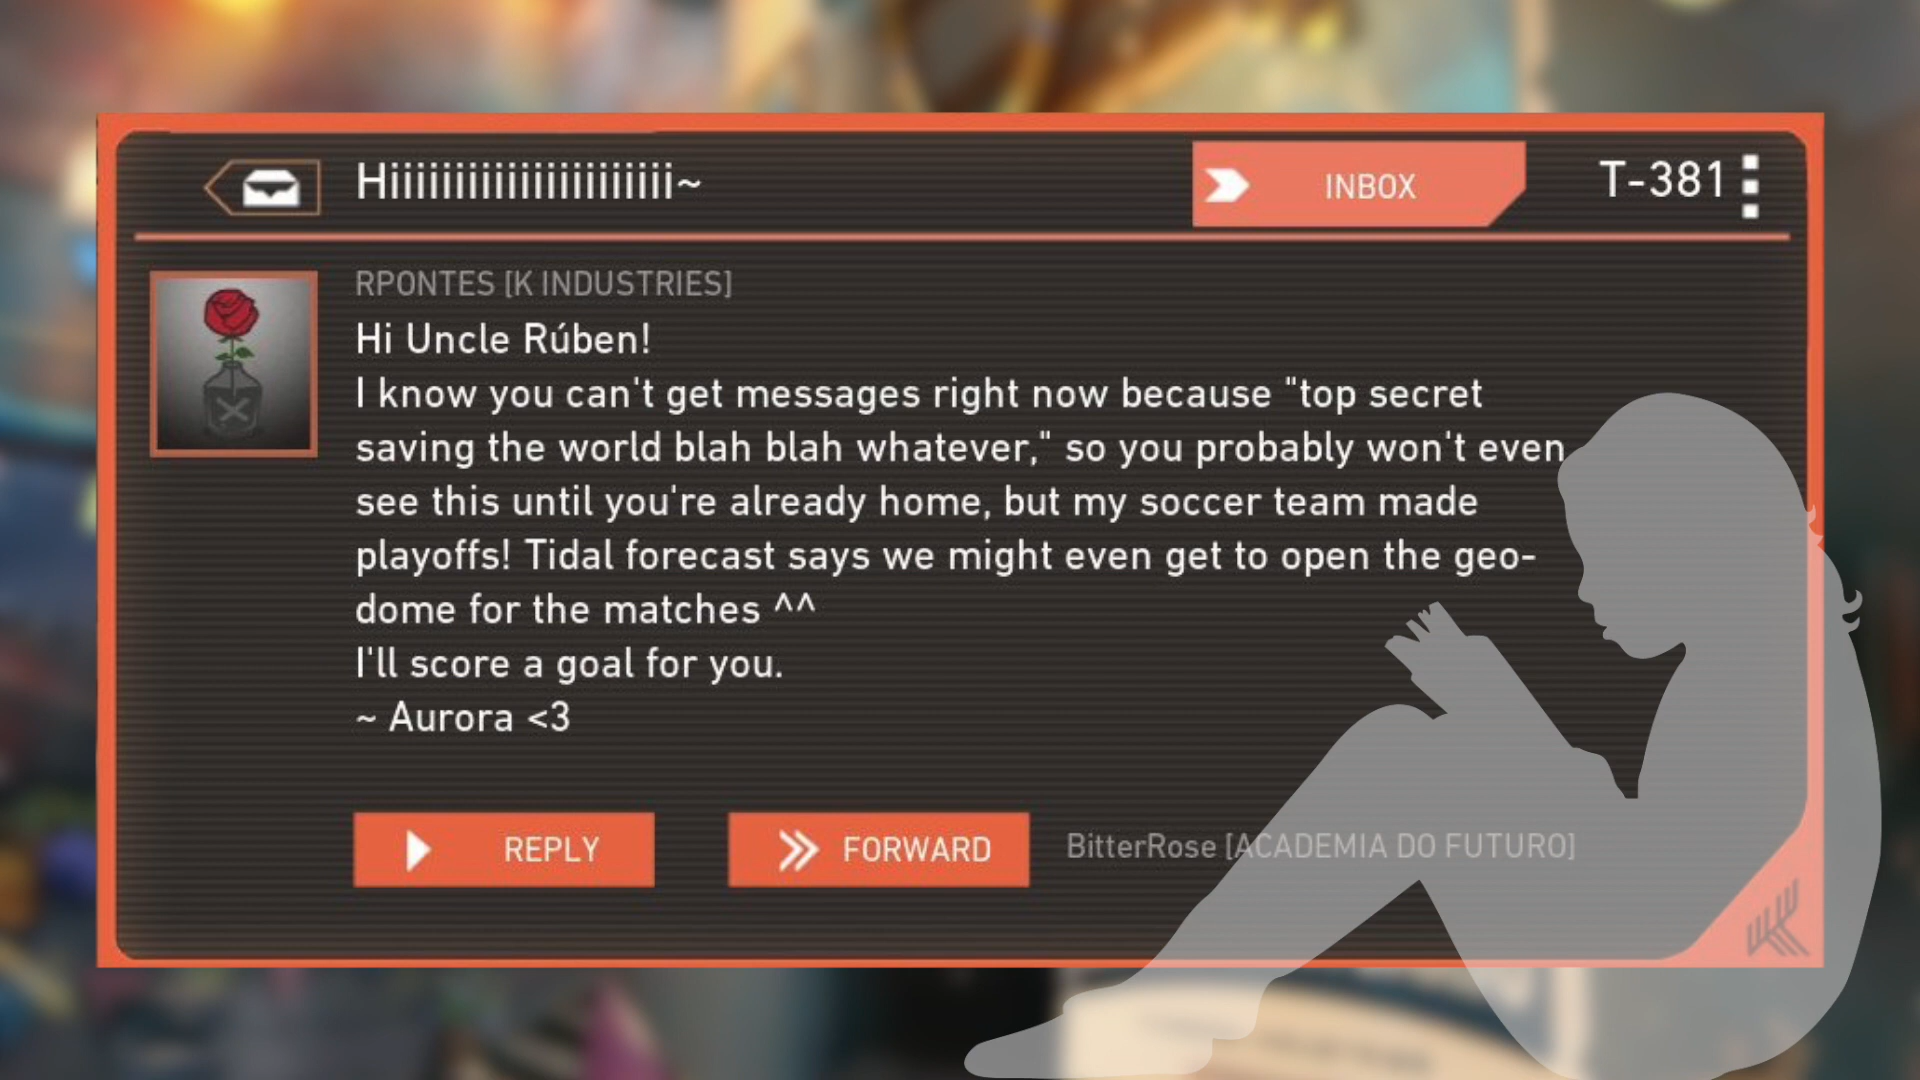 Hiiiiiiiiiiiiiiiiiiiiii~
INBOX
T-381
RPONTES [K INDUSTRIES]
Hi Uncle Rúben!
I know you can't get messages right now because "top secret
saving the world blah blah whatever," so you probably won't even
see this until you're already home, but my soccer team made
playoffs! Tidal forecast says we might even get to open the geo-
dome for the matches ^^
I'll score a goal for you.
~ Aurora <3
REPLY
FORWARD
BitterRose [ACADEMIA DO FUTURO]